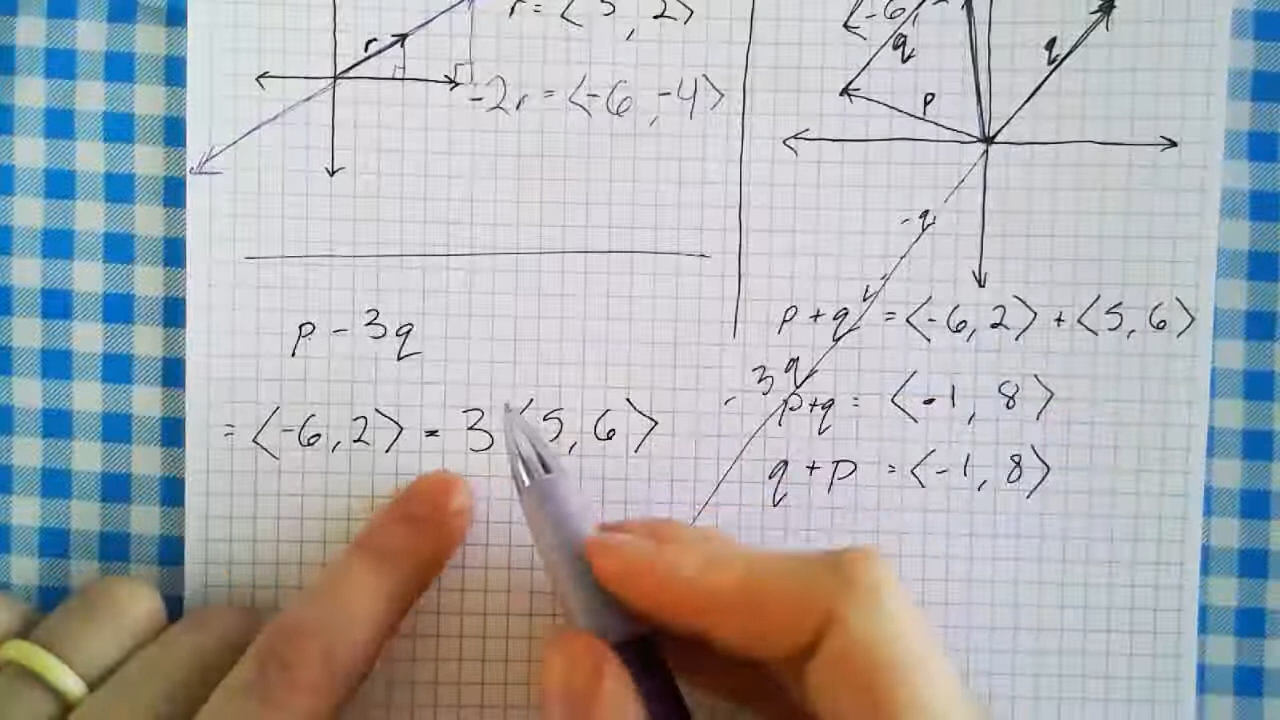 r = ⟨3, 2⟩
r
-2r = ⟨-6, -4⟩
⟨-6,
q
q
p
-q
p - 3q
= ⟨-6, 2⟩ - 3⟨5, 6⟩
p + q = ⟨-6, 2⟩ + ⟨5, 6⟩
-3q
p+q = ⟨-1, 8⟩
q + p = ⟨-1, 8⟩